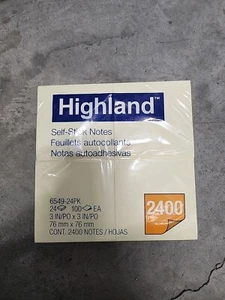 Highland™
Self-Stick Notes
Feuillets autocollants
Notas autoadhesivas
6549-24PK
24 100 EA
3 IN/PO x 3 IN/PO
76 mm x 76 mm
CONT. 2400 NOTES / HOJAS
2400